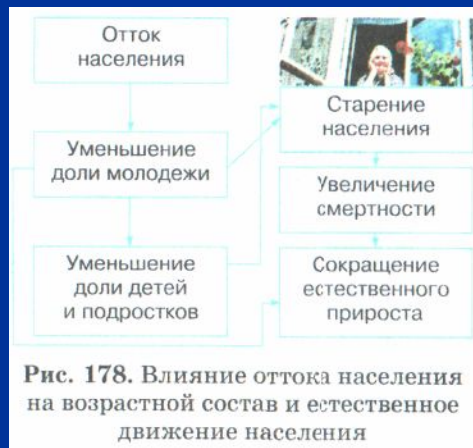 Отток
населения
Уменьшение
доли молодежи
Уменьшение
доли детей
и подростков
Старение
населения
Увеличение
смертности
Сокращение
естественного
прироста
Рис. 178. Влияние оттока населения
на возрастной состав и естественное
движение населения